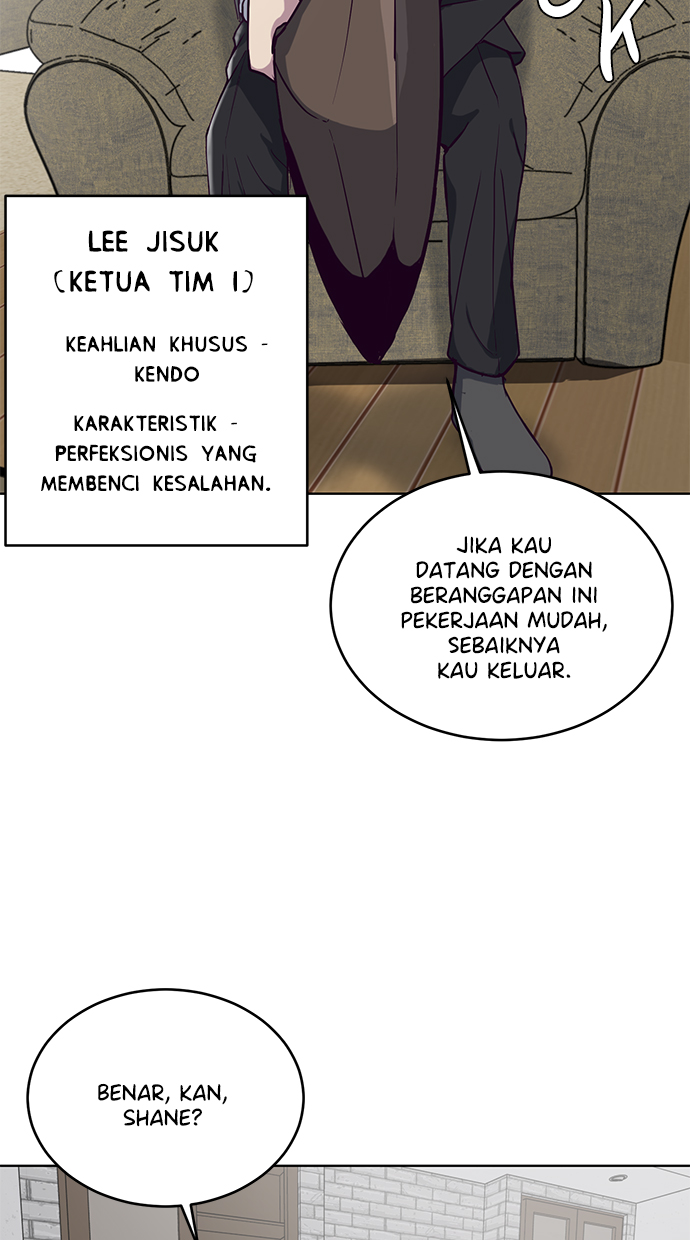 LEE JISUK
(KETUA TIM 1)
KEAHLIAN KHUSUS -
KENDO
KARAKTERISTIK -
PERFEKSIONIS YANG
MEMBENCI KESALAHAN.
JIKA KAU
DATANG DENGAN
BERANGGAPAN INI
PEKERJAAN MUDAH,
SEBAIKNYA
KAU KELUAR.
BENAR, KAN,
SHANE?